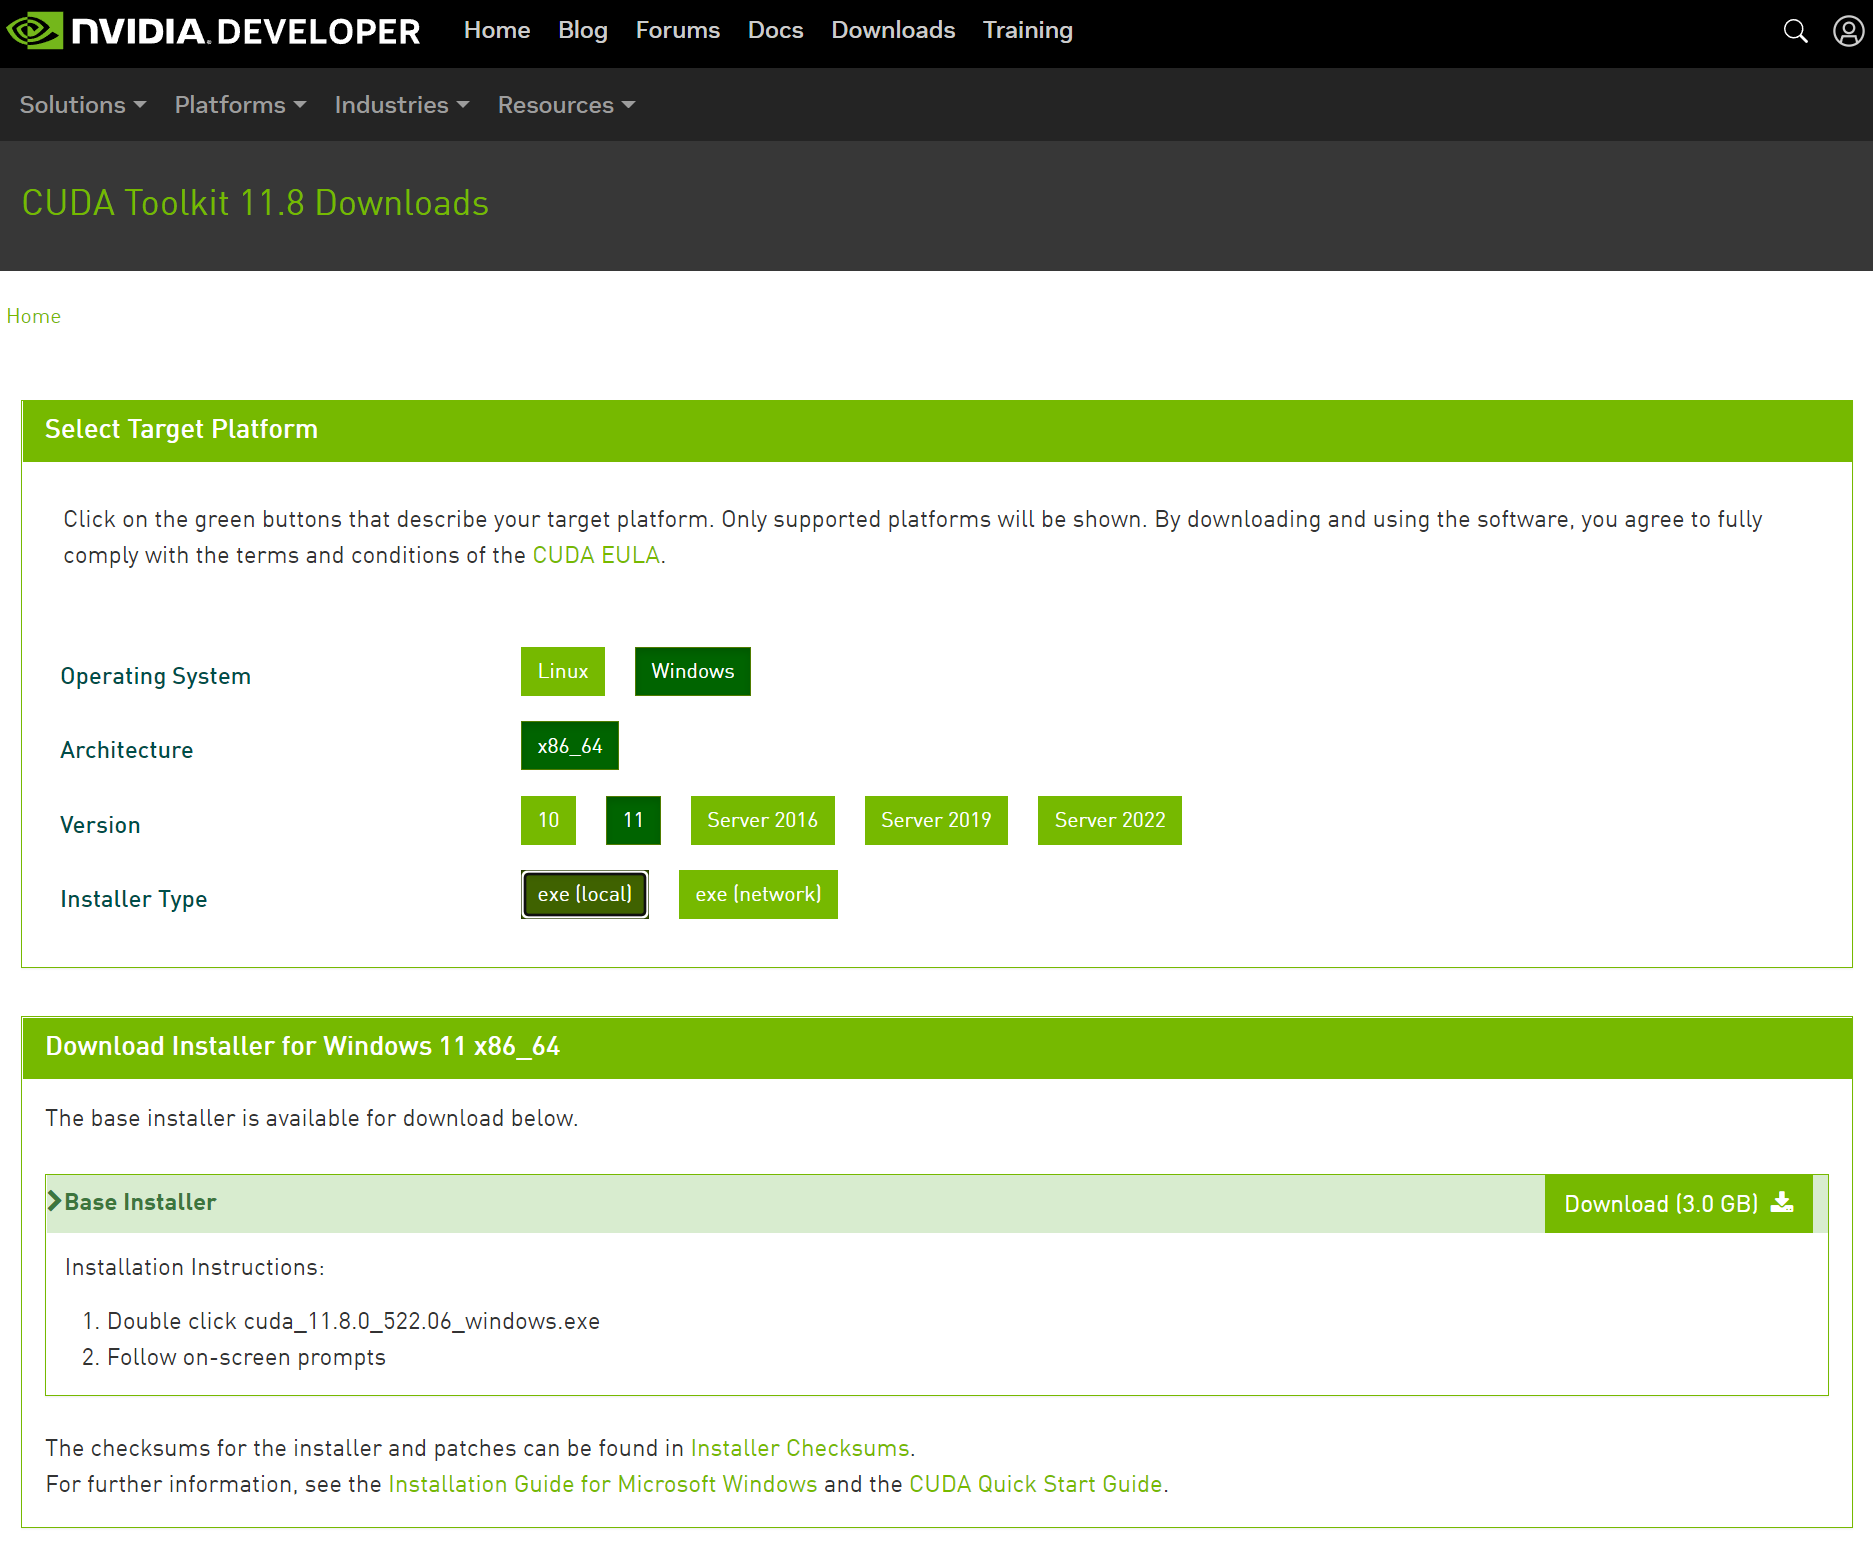 NVIDIA. DEVELOPER Home Blog Forums Docs Downloads Training
Solutions Platforms Industries Resources
CUDA Toolkit 11.8 Downloads
Home
Select Target Platform
Click on the green buttons that describe your target platform. Only supported platforms will be shown. By downloading and using the software, you agree to fully
comply with the terms and conditions of the CUDA EULA.
Operating System Linux Windows
Architecture x86_64
Version 10 11 Server 2016 Server 2019 Server 2022
Installer Type exe (local) exe (network)
Download Installer for Windows 11 x86_64
The base installer is available for download below.
Base Installer Download (3.0 GB)
Installation Instructions:
1. Double click cuda_11.8.0_522.06_windows.exe
2. Follow on-screen prompts
The checksums for the installer and patches can be found in Installer Checksums.
For further information, see the Installation Guide for Microsoft Windows and the CUDA Quick Start Guide.